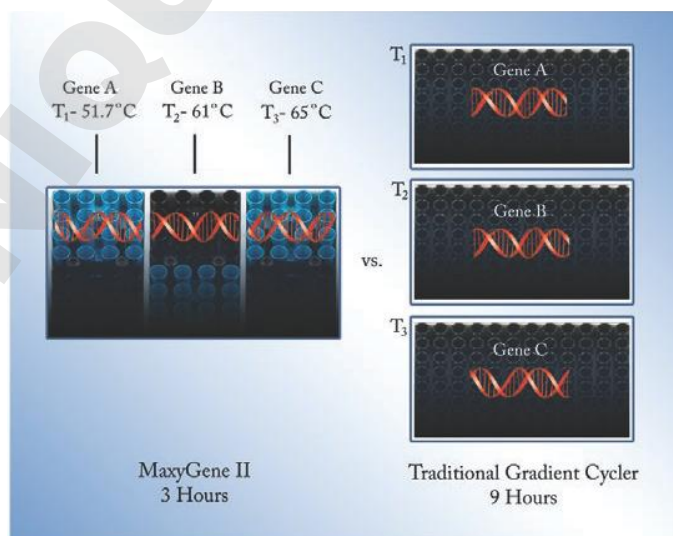 Gene A
T₁- 51.7°C
Gene B
T₂- 61°C
Gene C
T₃- 65°C
vs.
T₁
Gene A
T₂
Gene B
T₃
Gene C
MaxyGene II
3 Hours
Traditional Gradient Cycler
9 Hours